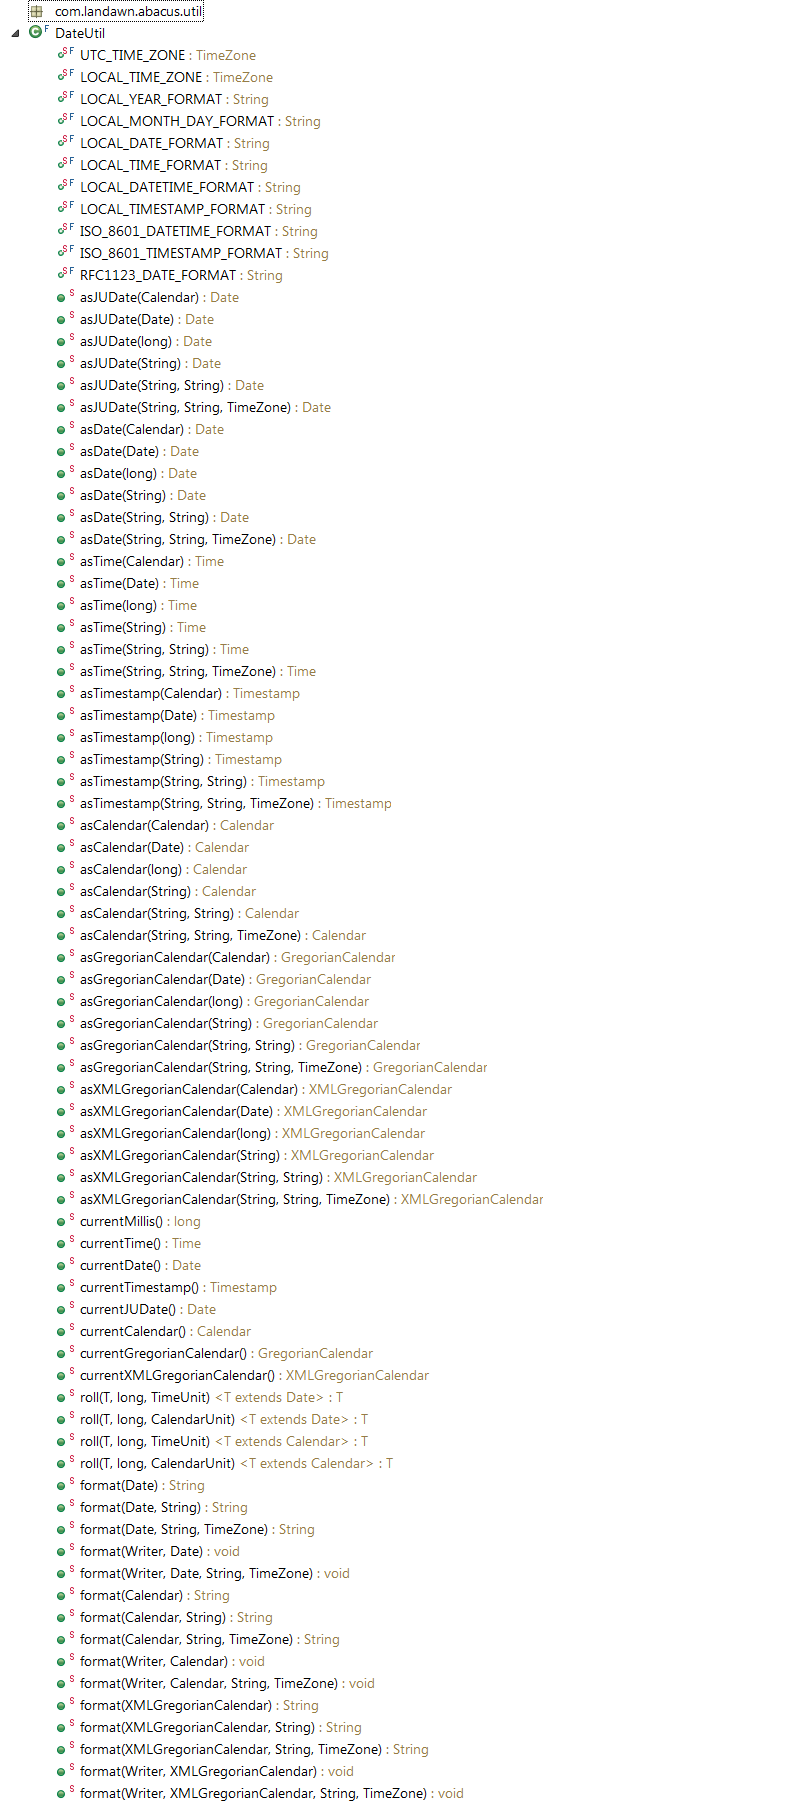 com.landawn.abacus.util
DateUtil
UTC_TIME_ZONE : TimeZone
LOCAL_TIME_ZONE : TimeZone
LOCAL_YEAR_FORMAT : String
LOCAL_MONTH_DAY_FORMAT : String
LOCAL_DATE_FORMAT : String
LOCAL_TIME_FORMAT : String
LOCAL_DATETIME_FORMAT : String
LOCAL_TIMESTAMP_FORMAT : String
ISO_8601_DATETIME_FORMAT : String
ISO_8601_TIMESTAMP_FORMAT : String
RFC1123_DATE_FORMAT : String
asJUDate(Calendar) : Date
asJUDate(Date) : Date
asJUDate(long) : Date
asJUDate(String) : Date
asJUDate(String, String) : Date
asJUDate(String, String, TimeZone) : Date
asDate(Calendar) : Date
asDate(Date) : Date
asDate(long) : Date
asDate(String) : Date
asDate(String, String) : Date
asDate(String, String, TimeZone) : Date
asTime(Calendar) : Time
asTime(Date) : Time
asTime(long) : Time
asTime(String) : Time
asTime(String, String) : Time
asTime(String, String, TimeZone) : Time
asTimestamp(Calendar) : Timestamp
asTimestamp(Date) : Timestamp
asTimestamp(long) : Timestamp
asTimestamp(String) : Timestamp
asTimestamp(String, String) : Timestamp
asTimestamp(String, String, TimeZone) : Timestamp
asCalendar(Calendar) : Calendar
asCalendar(Date) : Calendar
asCalendar(long) : Calendar
asCalendar(String) : Calendar
asCalendar(String, String) : Calendar
asCalendar(String, String, TimeZone) : Calendar
asGregorianCalendar(Calendar) : GregorianCalendar
asGregorianCalendar(Date) : GregorianCalendar
asGregorianCalendar(long) : GregorianCalendar
asGregorianCalendar(String) : GregorianCalendar
asGregorianCalendar(String, String) : GregorianCalendar
asGregorianCalendar(String, String, TimeZone) : GregorianCalendar
asXMLGregorianCalendar(Calendar) : XMLGregorianCalendar
asXMLGregorianCalendar(Date) : XMLGregorianCalendar
asXMLGregorianCalendar(long) : XMLGregorianCalendar
asXMLGregorianCalendar(String) : XMLGregorianCalendar
asXMLGregorianCalendar(String, String) : XMLGregorianCalendar
asXMLGregorianCalendar(String, String, TimeZone) : XMLGregorianCalendar
currentMillis() : long
currentTime() : Time
currentDate() : Date
currentTimestamp() : Timestamp
currentJUDate() : Date
currentCalendar() : Calendar
currentGregorianCalendar() : GregorianCalendar
currentXMLGregorianCalendar() : XMLGregorianCalendar
roll(T, long, TimeUnit) <T extends Date> : T
roll(T, long, CalendarUnit) <T extends Date> : T
roll(T, long, TimeUnit) <T extends Calendar> : T
roll(T, long, CalendarUnit) <T extends Calendar> : T
format(Date) : String
format(Date, String) : String
format(Date, String, TimeZone) : String
format(Writer, Date) : void
format(Writer, Date, String, TimeZone) : void
format(Calendar) : String
format(Calendar, String) : String
format(Calendar, String, TimeZone) : String
format(Writer, Calendar) : void
format(Writer, Calendar, String, TimeZone) : void
format(XMLGregorianCalendar) : String
format(XMLGregorianCalendar, String) : String
format(XMLGregorianCalendar, String, TimeZone) : String
format(Writer, XMLGregorianCalendar) : void
format(Writer, XMLGregorianCalendar, String, TimeZone) : void